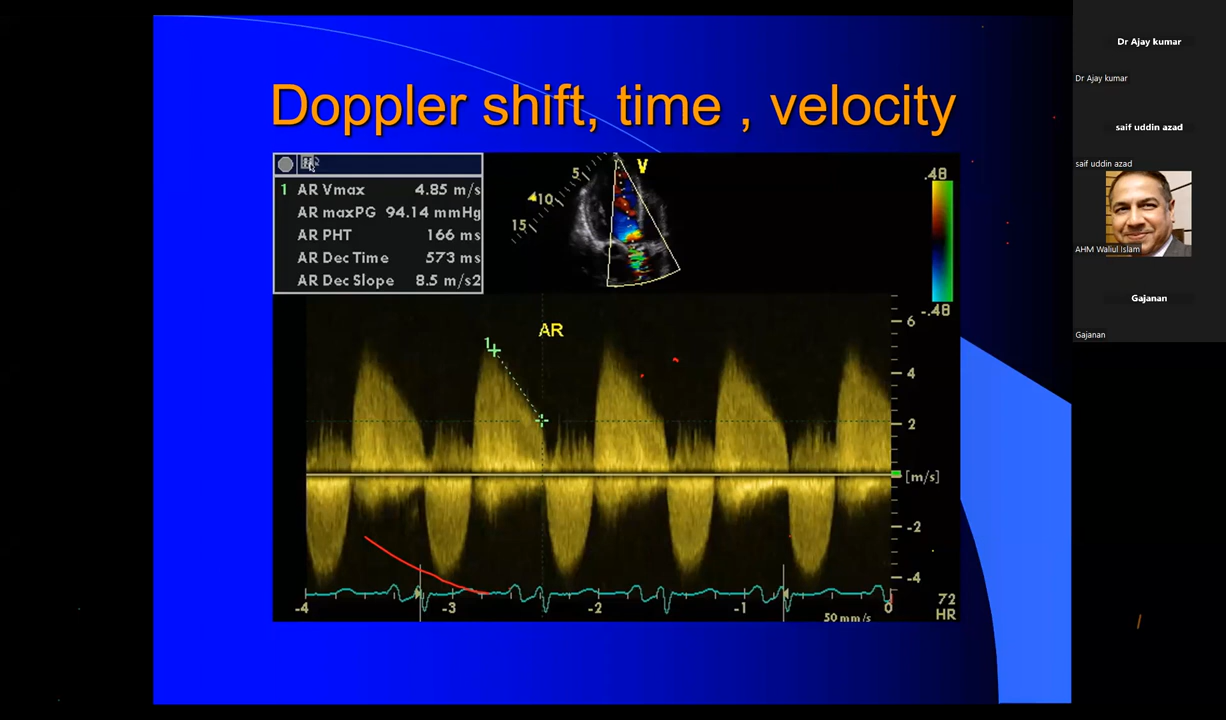 Doppler shift, time , velocity
1 AR Vmax 4.85 m/s
AR maxPG 94.14 mmHg
AR PHT 166 ms
AR Dec Time 573 ms
AR Dec Slope 8.5 m/s2
5
10
15
V
.48
-.48
1
AR
6
4
2
[m/s]
-2
-4
-4 -3 -2 -1 0
50 mm/s
72
HR
Dr Ajay kumar
Dr Ajay kumar
saif uddin azad
saif uddin azad
AHM Waliul Islam
Gajanan
Gajanan